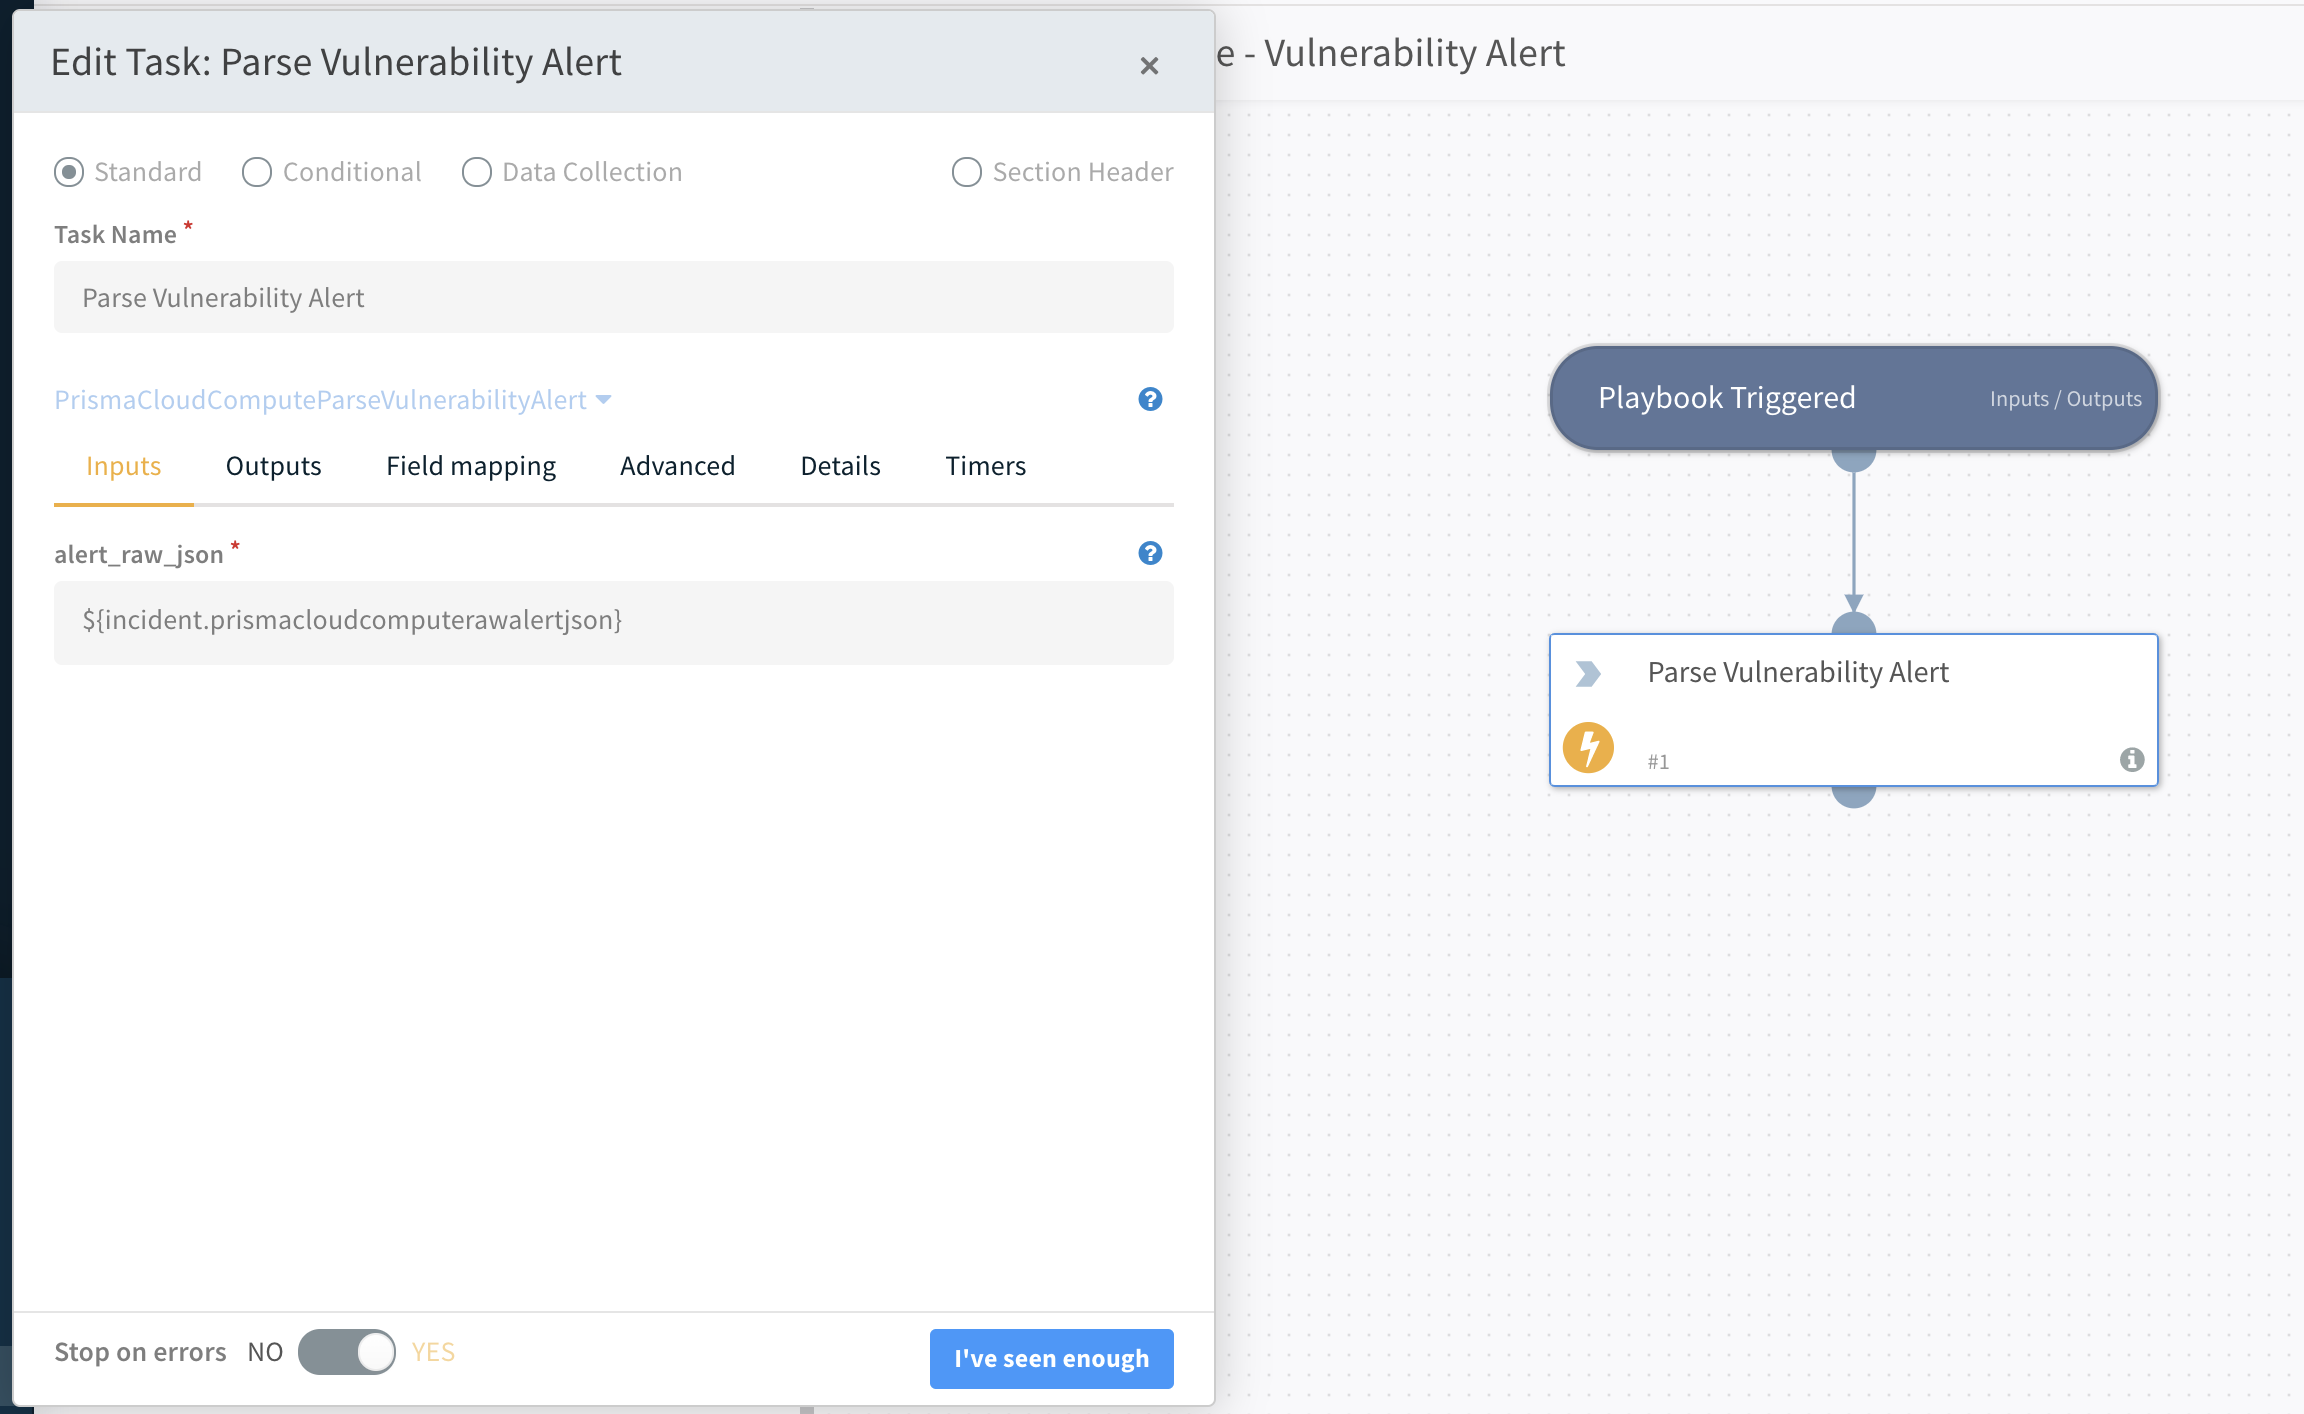 Edit Task: Parse Vulnerability Alert ×
Standard Conditional Data Collection Section Header
Task Name *
Parse Vulnerability Alert
PrismaCloudComputeParseVulnerabilityAlert ?
Inputs Outputs Field mapping Advanced Details Timers
alert_raw_json * ?
${incident.prismacloudcomputerawalertjson}
Stop on errors NO YES I've seen enough
e - Vulnerability Alert
Playbook Triggered Inputs / Outputs
Parse Vulnerability Alert
#1